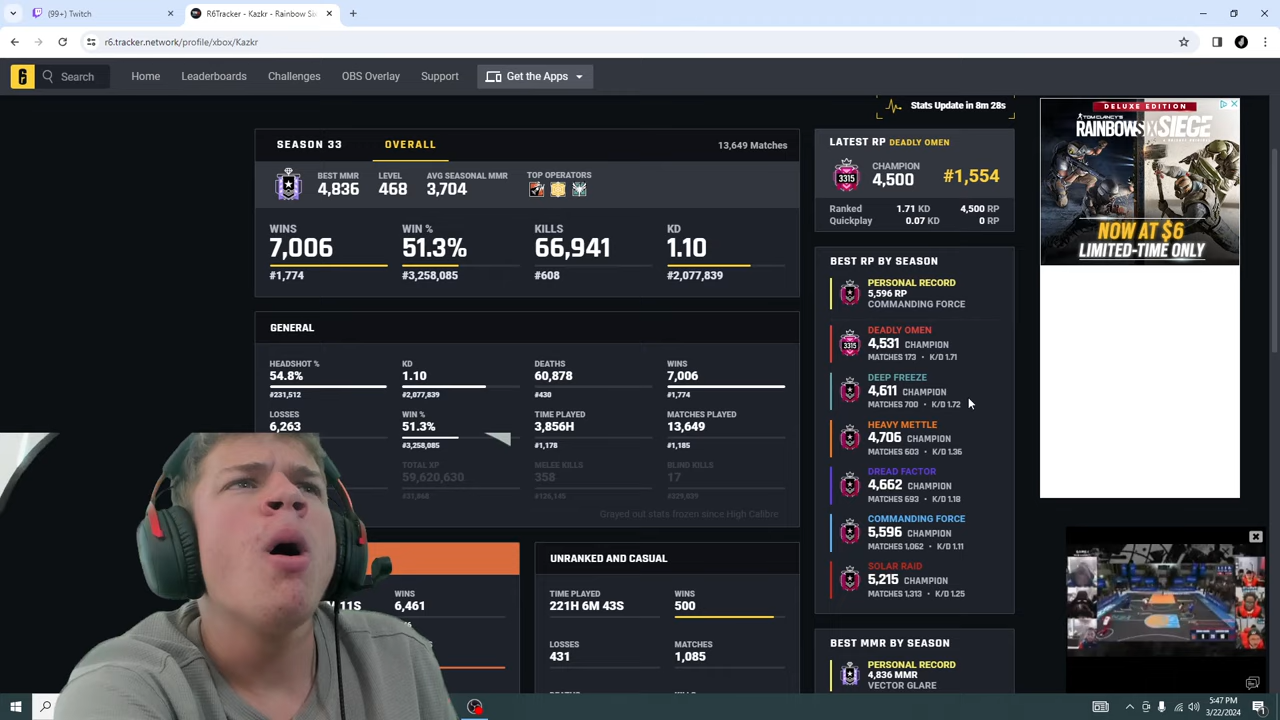 (99+) Twitch
R6Tracker - Kazkr - Rainbow Si
r6.tracker.network/profile/xbox/Kazkr
Search
Home
Leaderboards
Challenges
OBS Overlay
Support
Get the Apps
SEASON 33
OVERALL
13,649 Matches
BEST MMR
4,836
LEVEL
468
AVG SEASONAL MMR
3,704
TOP OPERATORS
WINS
7,006
#1,774
WIN %
51.3%
#3,258,085
KILLS
66,941
#608
KD
1.10
#2,077,839
GENERAL
HEADSHOT %
54.8%
#231,512
KD
1.10
#2,077,839
DEATHS
60,878
#430
WINS
7,006
#1,774
LOSSES
6,263
WIN %
51.3%
#3,258,085
TIME PLAYED
3,856H
#1,178
MATCHES PLAYED
13,649
#1,185
TOTAL XP
59,620,630
#31,868
MELEE KILLS
358
#126,145
BLIND KILLS
17
#329,839
Grayed out stats frozen since High Calibre
11S
WINS
6,461
UNRANKED AND CASUAL
TIME PLAYED
221H 6M 43S
WINS
500
LOSSES
431
MATCHES
1,085
Stats Update in 8m 28s
LATEST RP DEADLY OMEN
3315
CHAMPION
4,500
#1,554
Ranked 1.71 KD 4,500 RP
Quickplay 0.07 KD 0 RP
BEST RP BY SEASON
PERSONAL RECORD
5,596 RP
COMMANDING FORCE
DEADLY OMEN
3315
4,531 CHAMPION
MATCHES 173 • K/D 1.71
DEEP FREEZE
4,611 CHAMPION
MATCHES 700 • K/D 1.72
HEAVY METTLE
4,706 CHAMPION
MATCHES 603 • K/D 1.36
DREAD FACTOR
4,662 CHAMPION
MATCHES 693 • K/D 1.18
COMMANDING FORCE
5,596 CHAMPION
MATCHES 1,062 • K/D 1.11
SOLAR RAID
5,215 CHAMPION
MATCHES 1,313 • K/D 1.25
BEST MMR BY SEASON
PERSONAL RECORD
4,836 MMR
VECTOR GLARE
DELUXE EDITION
TOM CLANCY'S
RAINBOW SIX SIEGE
NOW AT $6
LIMITED-TIME ONLY
5:47 PM
3/22/2024